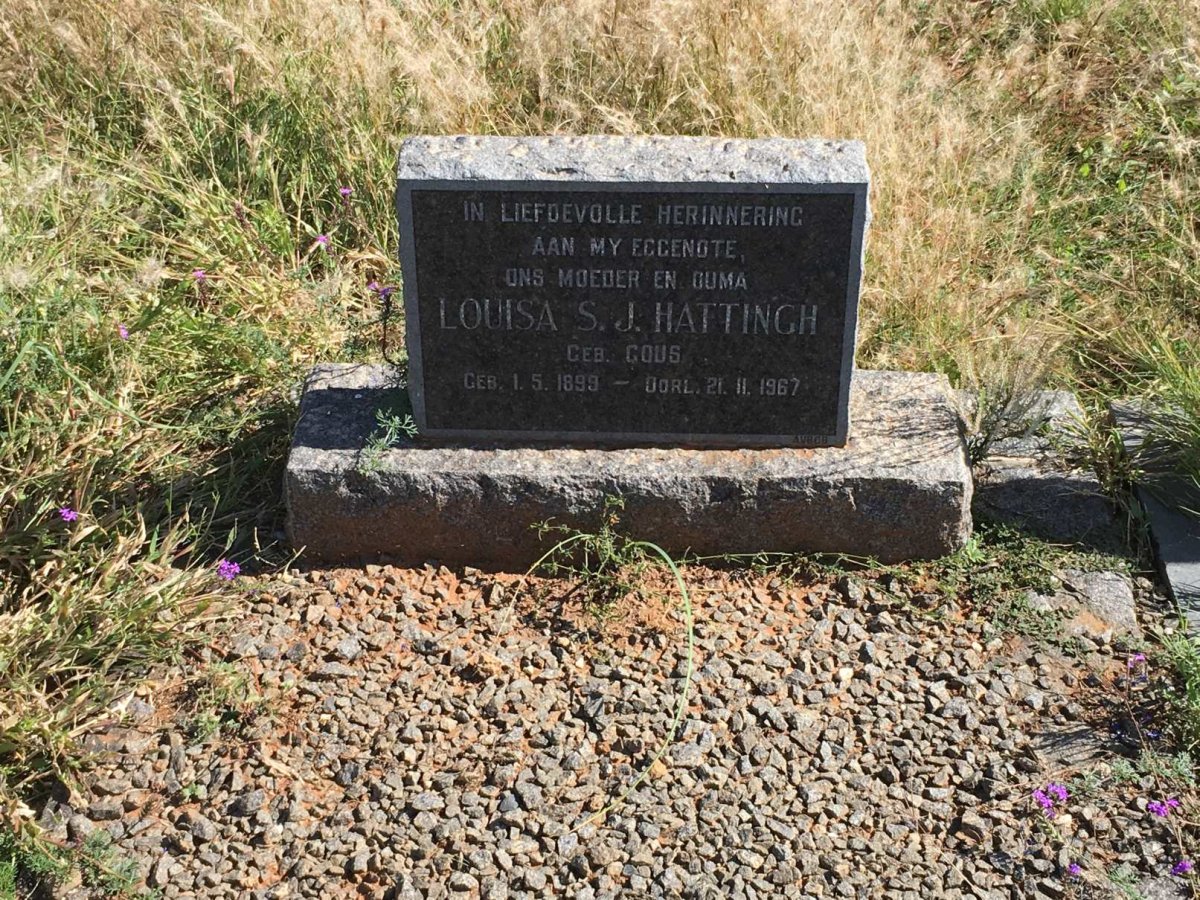 IN LIEFDEVOLLE HERINNERING
AAN MY EGGENOTE,
ONS MOEDER EN OUMA
LOUISA S. J. HATTINGH
GEB. GOUS
GEB. 1. 5. 1899 — OORL. 21. 11. 1967